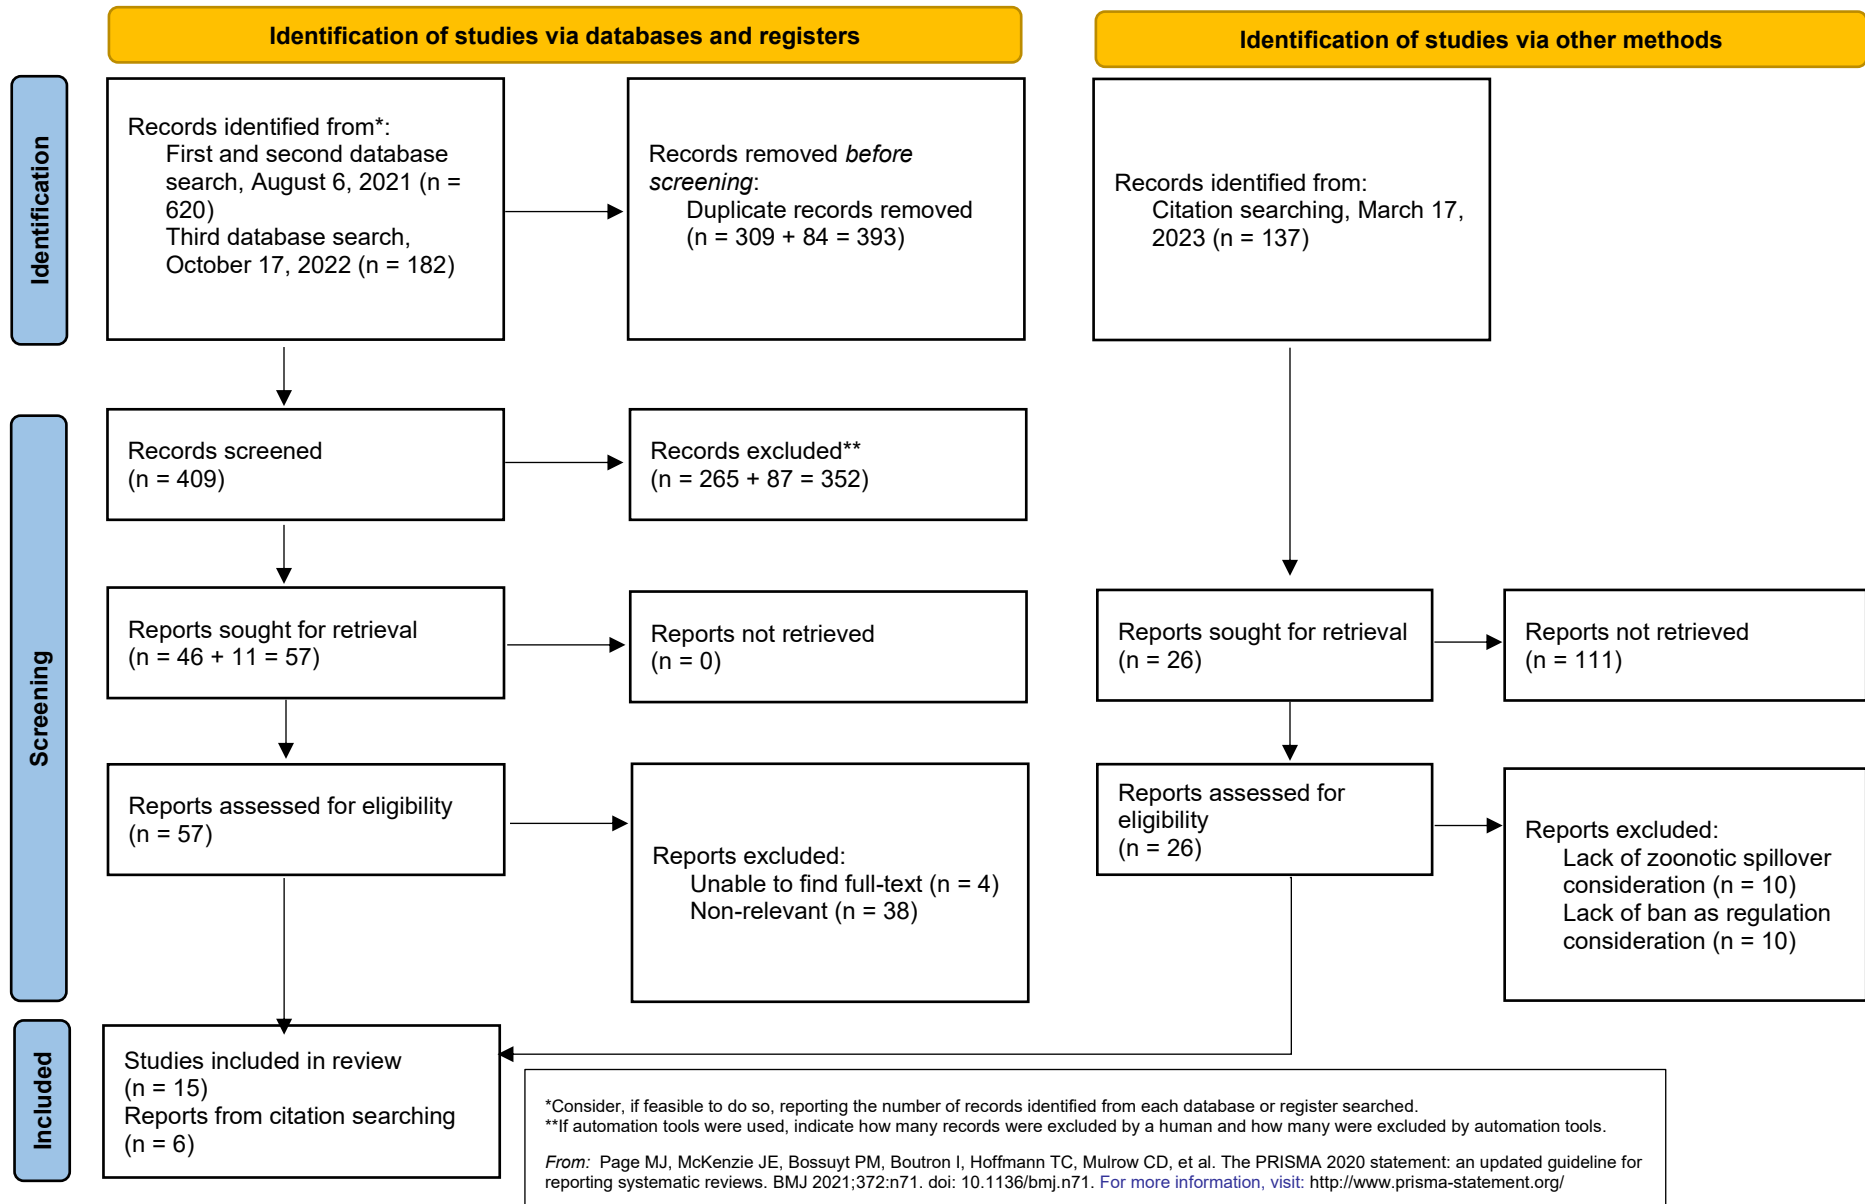 Identification of studies via databases and registers
Identification of studies via other methods
Identification
Records identified from*:
First and second database
search, August 6, 2021 (n =
620)
Third database search,
October 17, 2022 (n = 182)
Records removed before
screening:
Duplicate records removed
(n = 309 + 84 = 393)
Records identified from:
Citation searching, March 17,
2023 (n = 137)
Screening
Records screened
(n = 409)
Records excluded**
(n = 265 + 87 = 352)
Reports sought for retrieval
(n = 46 + 11 = 57)
Reports not retrieved
(n = 0)
Reports sought for retrieval
(n = 26)
Reports not retrieved
(n = 111)
Reports assessed for eligibility
(n = 57)
Reports excluded:
Unable to find full-text (n = 4)
Non-relevant (n = 38)
Reports assessed for
eligibility
(n = 26)
Reports excluded:
Lack of zoonotic spillover
consideration (n = 10)
Lack of ban as regulation
consideration (n = 10)
Included
Studies included in review
(n = 15)
Reports from citation searching
(n = 6)
*Consider, if feasible to do so, reporting the number of records identified from each database or register searched.
**If automation tools were used, indicate how many records were excluded by a human and how many were excluded by automation tools.
From: Page MJ, McKenzie JE, Bossuyt PM, Boutron I, Hoffmann TC, Mulrow CD, et al. The PRISMA 2020 statement: an updated guideline for
reporting systematic reviews. BMJ 2021;372:n71. doi: 10.1136/bmj.n71. For more information, visit: http://www.prisma-statement.org/